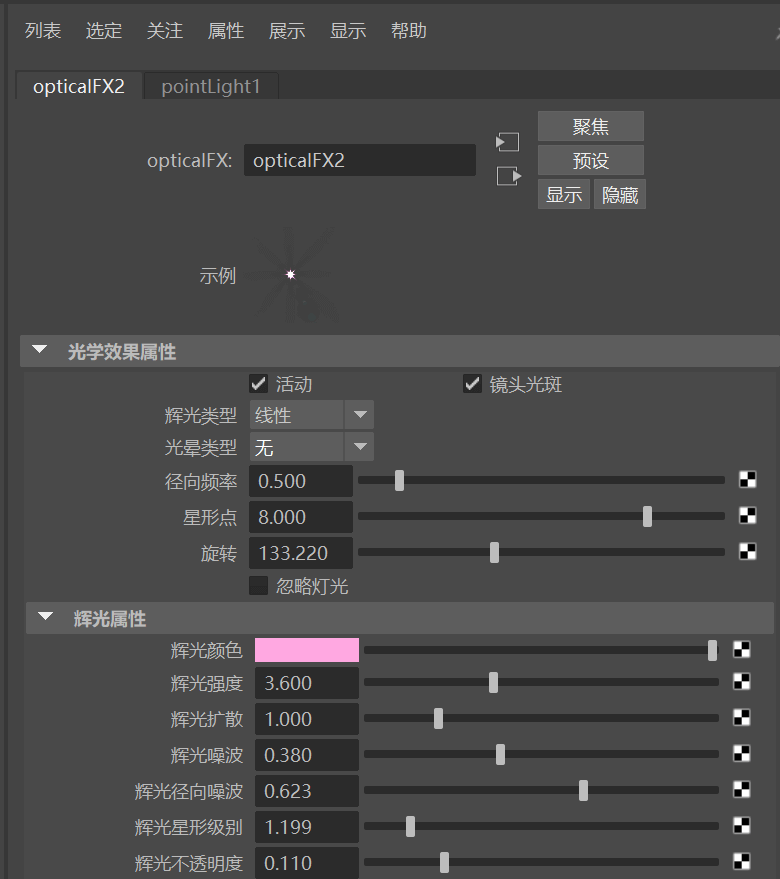 列表 选定 关注 属性 展示 显示 帮助
opticalFX2 pointLight1
聚焦
opticalFX: opticalFX2
预设
显示 隐藏
示例
光学效果属性
活动 镜头光斑
辉光类型 线性
光晕类型 无
径向频率 0.500
星形点 8.000
旋转 133.220
忽略灯光
辉光属性
辉光颜色
辉光强度 3.600
辉光扩散 1.000
辉光噪波 0.380
辉光径向噪波 0.623
辉光星形级别 1.199
辉光不透明度 0.110